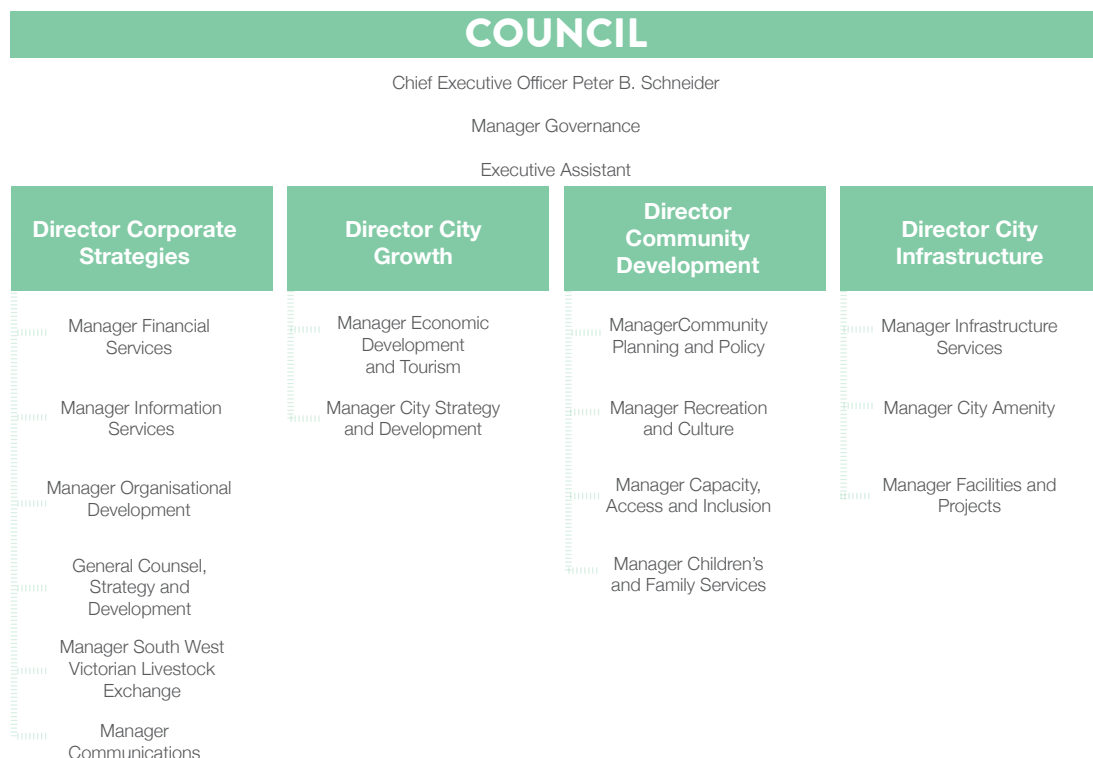 COUNCIL
Chief Executive Officer Peter B. Schneider
Manager Governance
Executive Assistant
Director Corporate
Strategies
Manager Financial
Services
Manager Information
Services
Manager Organisational
Development
General Counsel,
Strategy and
Development
Manager South West
Victorian Livestock
Exchange
Manager
Communications
Director City
Growth
Manager Economic
Development
and Tourism
Manager City Strategy
and Development
Director
Community
Development
ManagerCommunity
Planning and Policy
Manager Recreation
and Culture
Manager Capacity,
Access and Inclusion
Manager Children’s
and Family Services
Director City
Infrastructure
Manager Infrastructure
Services
Manager City Amenity
Manager Facilities and
Projects